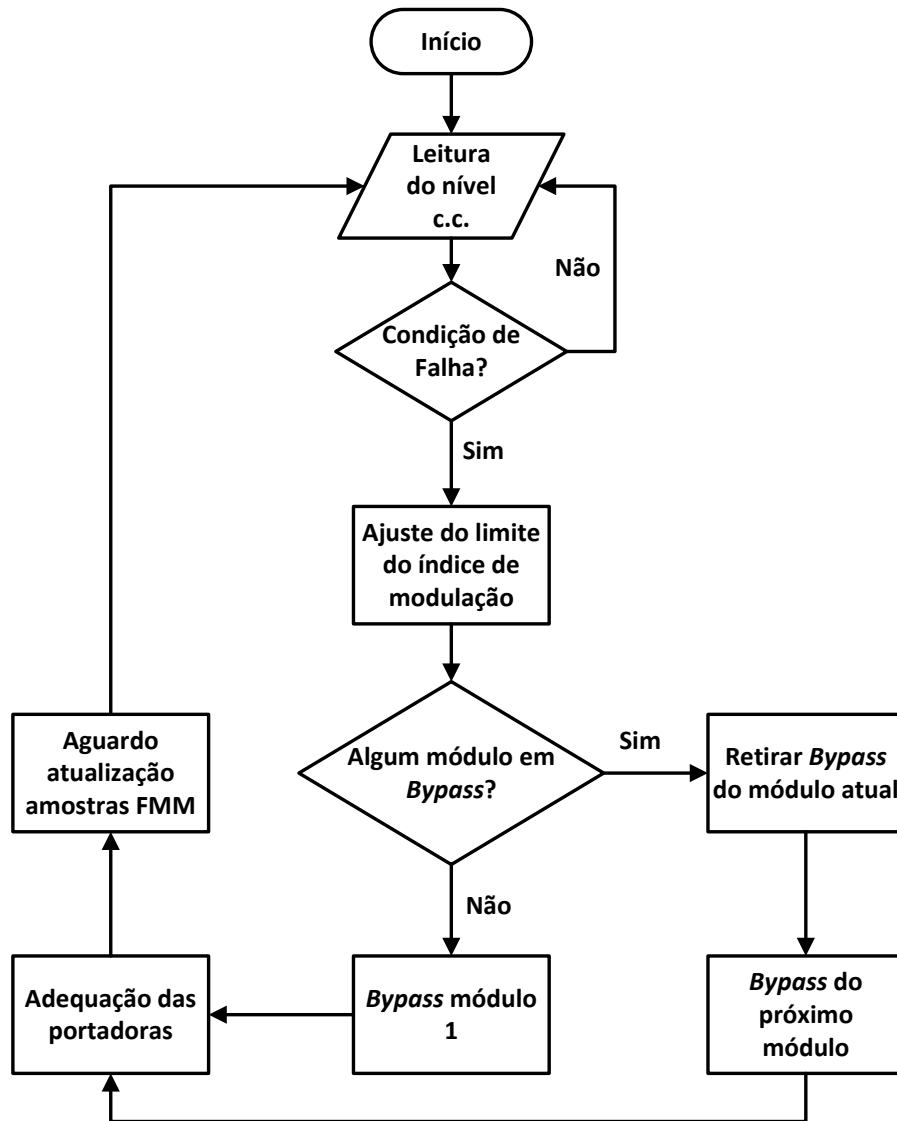 Início
Leitura
do nível
c.c.
Não
Condição de
Falha?
Sim
Ajuste do limite
do índice de
modulação
Algum módulo em
Bypass?
Sim
Retirar Bypass
do módulo atual
Aguardo
atualização
amostras FMM
Não
Adequação das
portadoras
Bypass módulo
1
Bypass do
próximo
módulo